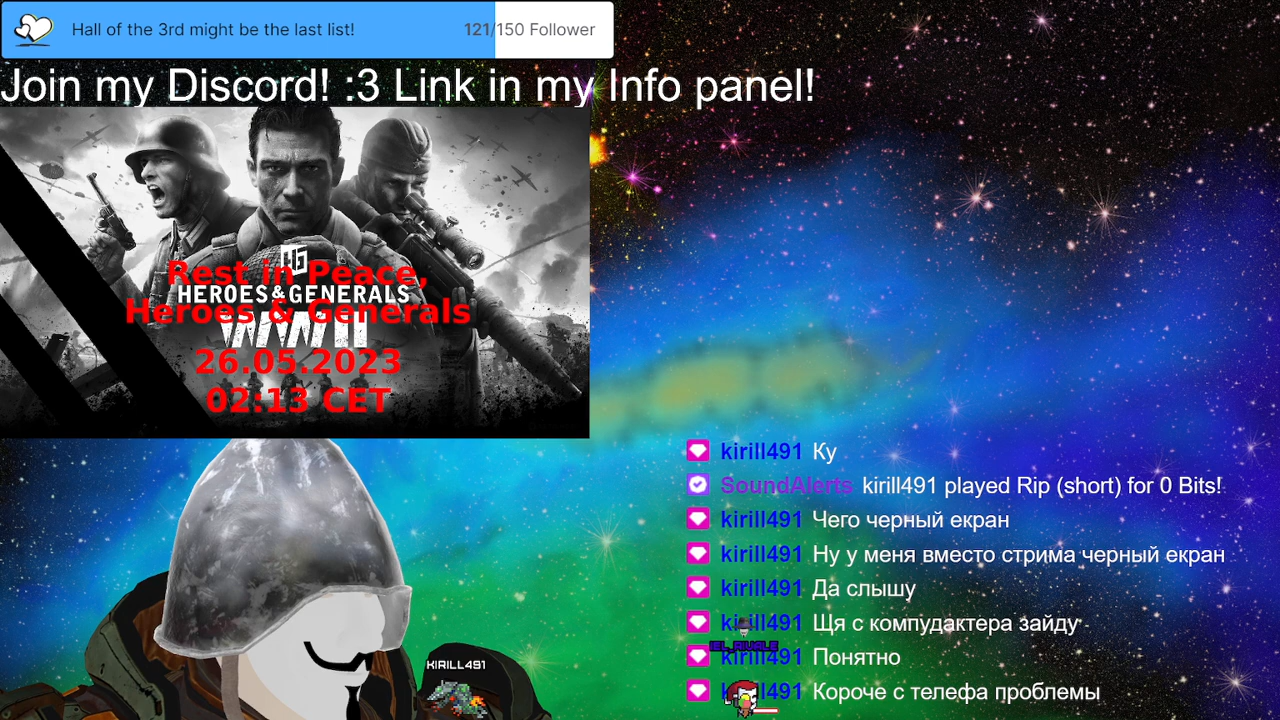 Hall of the 3rd might be the last list! 121/150 Follower
Join my Discord! :3 Link in my Info panel!
Rest in Peace,
HEROES&GENERALS
Heroes & Generals
WWII
26.05.2023
02:13 CET
kirill491 Ку
SoundAlerts kirill491 played Rip (short) for 0 Bits!
kirill491 Чего черный екран
kirill491 Ну у меня вместо стрима черный екран
kirill491 Да слышу
kirill491 Щя с компудактера зайду
kirill491 Понятно
kirill491 Короче с телефа проблемы
KIRILL491